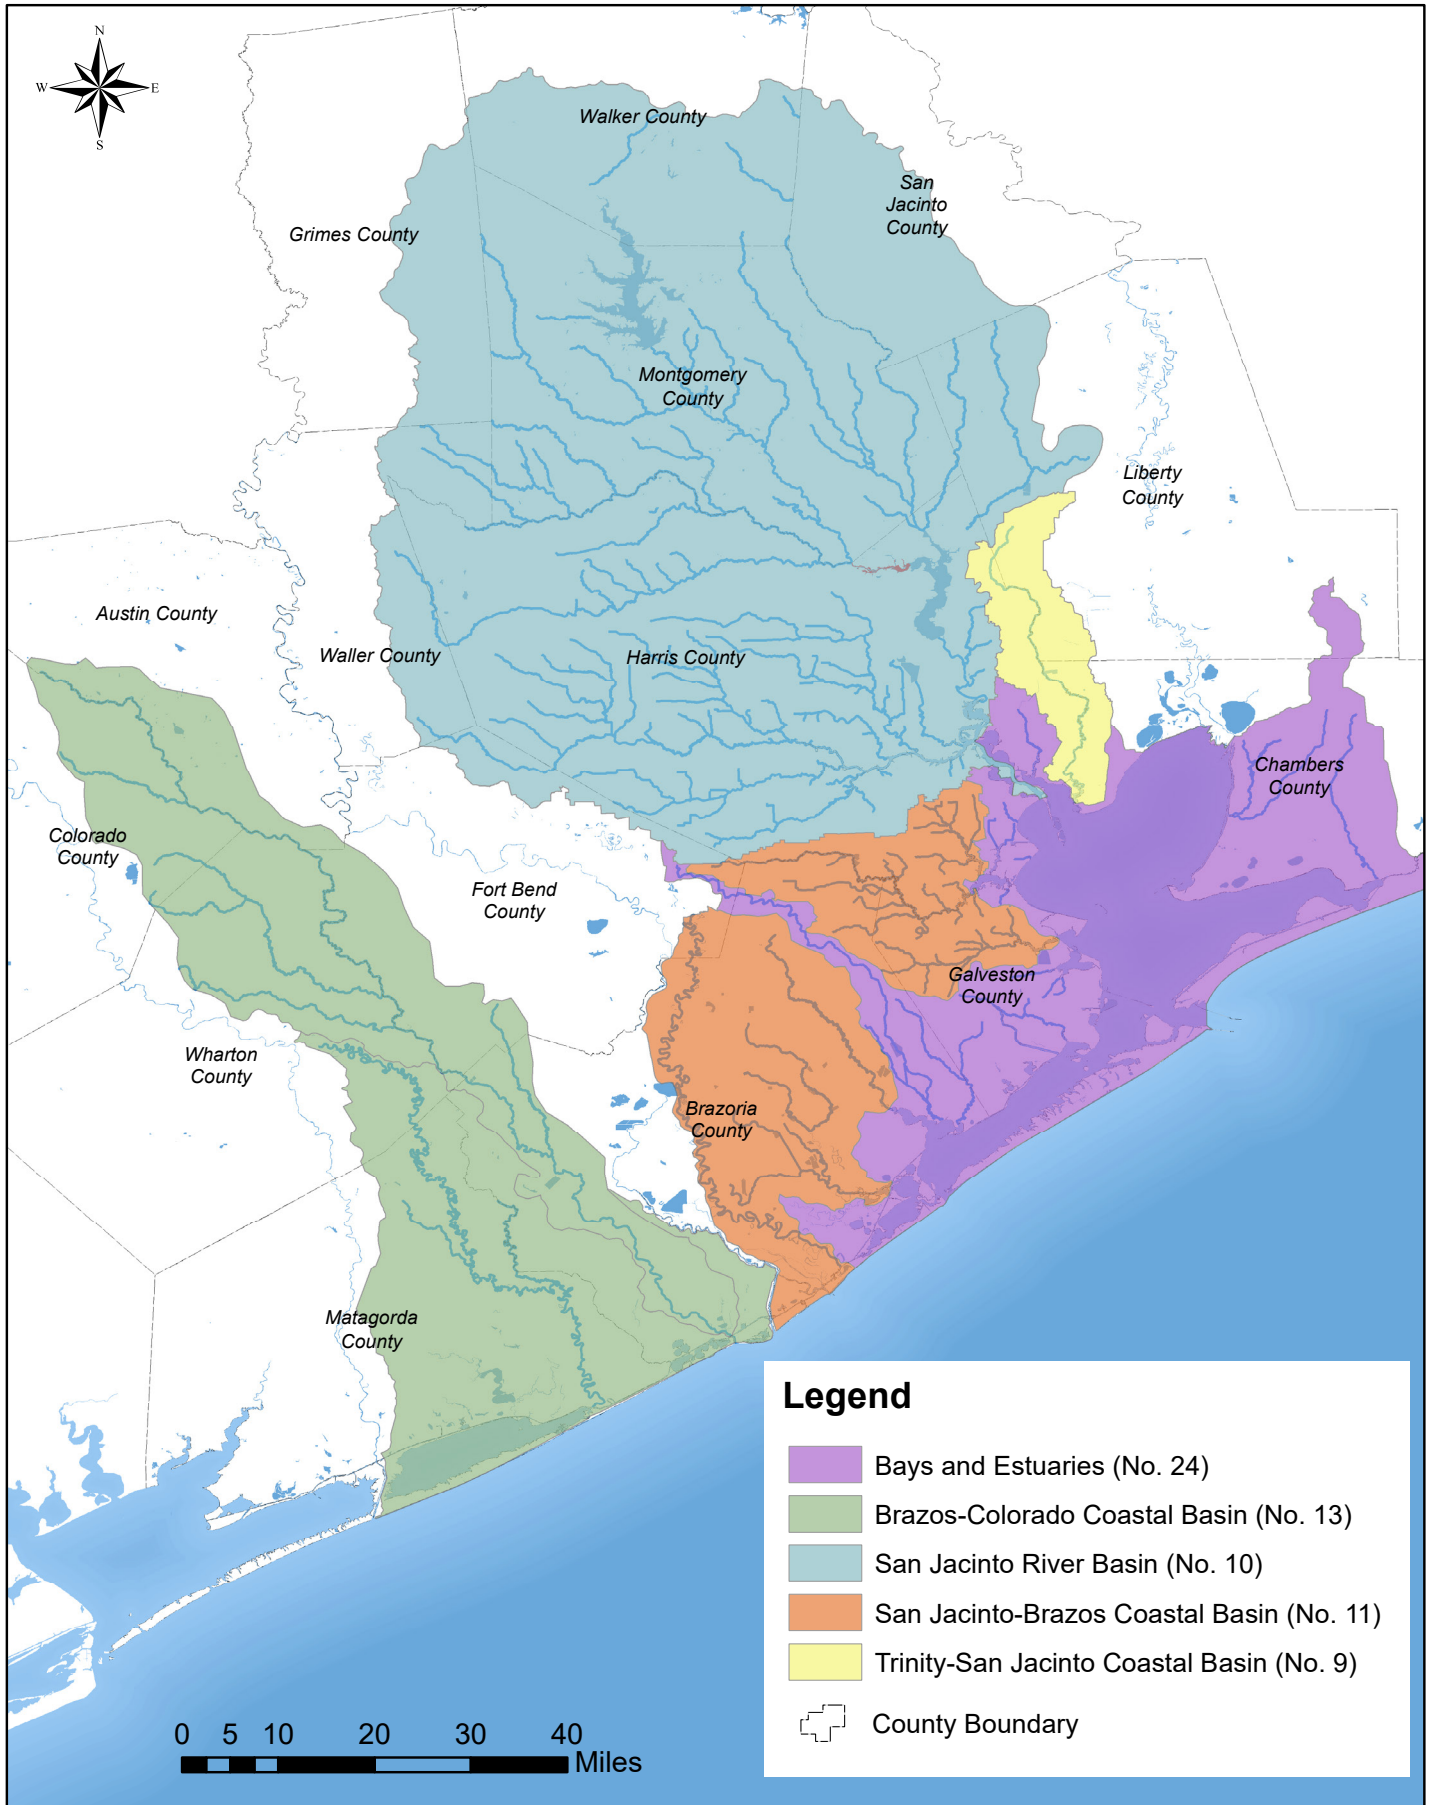 N
W
E
S
Walker County
San
Jacinto
County
Grimes County
Montgomery
County
Liberty
County
Austin County
Waller County
Harris County
Chambers
County
Colorado
County
Fort Bend
County
Galveston
County
Wharton
County
Brazoria
County
Matagorda
County
Legend
Bays and Estuaries (No. 24)
Brazos-Colorado Coastal Basin (No. 13)
San Jacinto River Basin (No. 10)
San Jacinto-Brazos Coastal Basin (No. 11)
Trinity-San Jacinto Coastal Basin (No. 9)
County Boundary
0 5 10 20 30 40
Miles